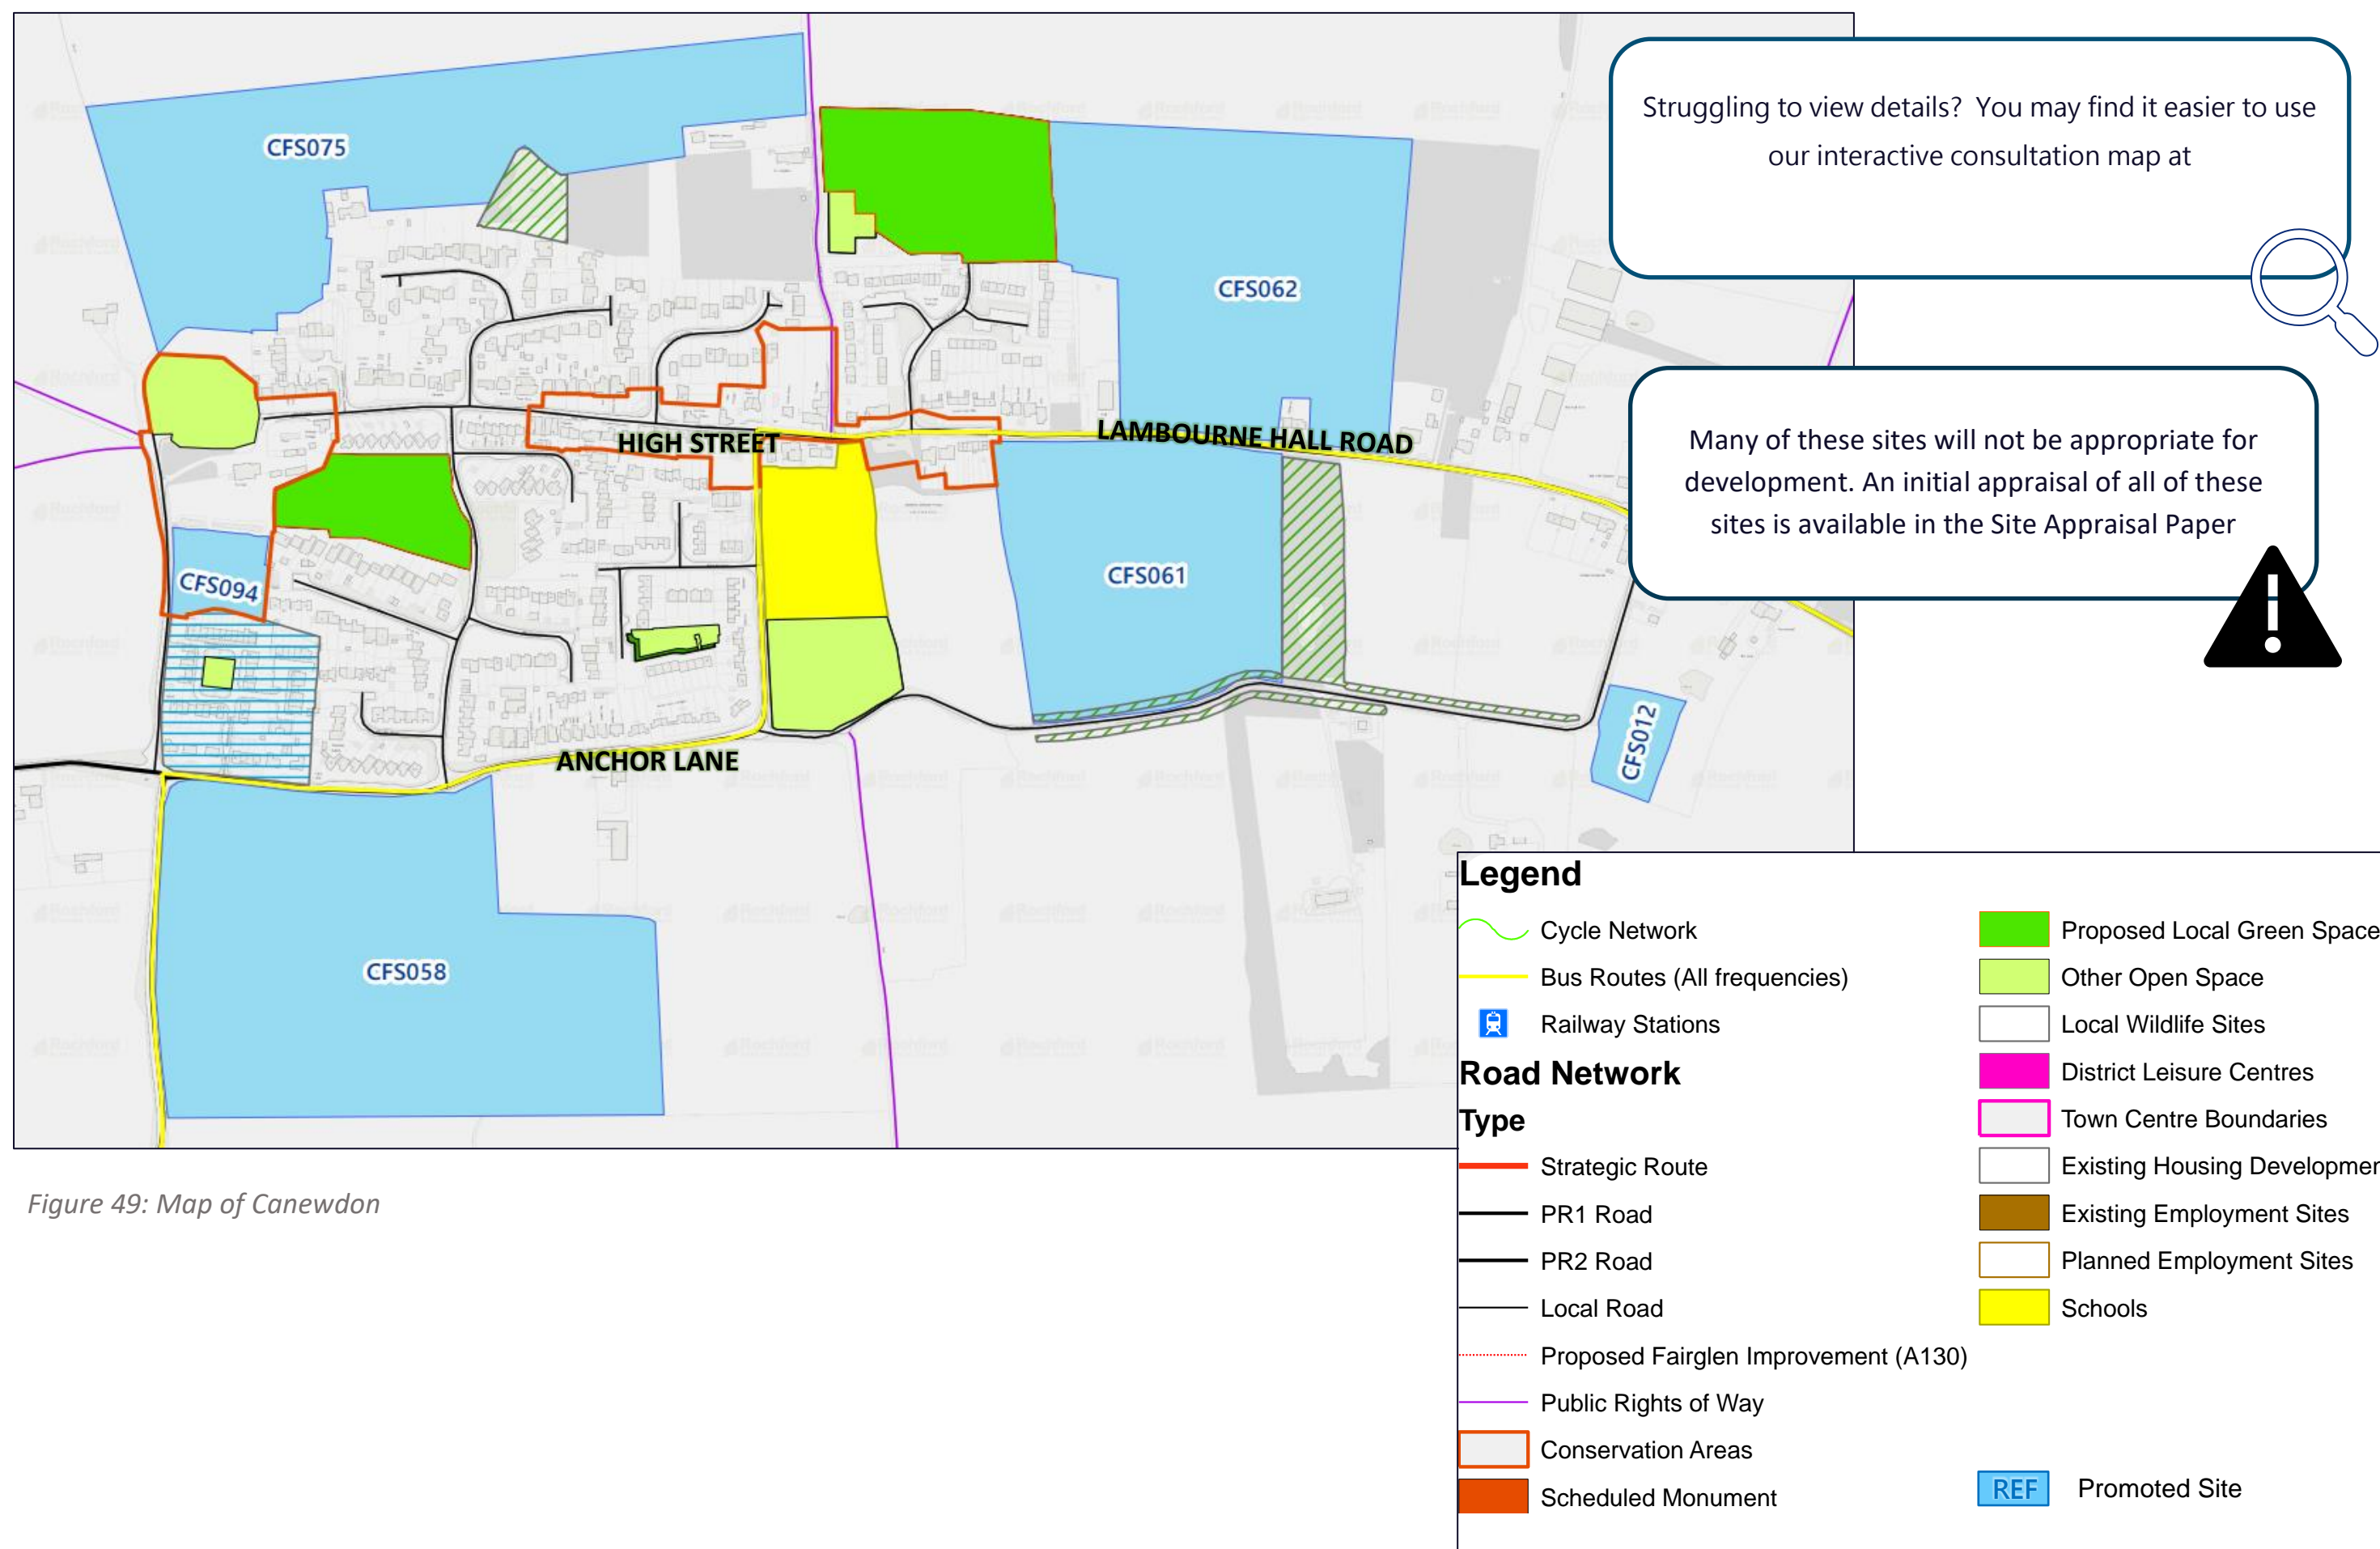 Struggling to view details? You may find it easier to use
our interactive consultation map at
Many of these sites will not be appropriate for
development. An initial appraisal of all of these
sites is available in the Site Appraisal Paper
CFS075
CFS062
HIGH STREET
LAMBOURNE HALL ROAD
CFS094
CFS061
CFS012
ANCHOR LANE
CFS058
Legend
Cycle Network
Bus Routes (All frequencies)
Railway Stations
Road Network
Type
Strategic Route
PR1 Road
PR2 Road
Local Road
Proposed Fairglen Improvement (A130)
Public Rights of Way
Conservation Areas
Scheduled Monument
Proposed Local Green Space
Other Open Space
Local Wildlife Sites
District Leisure Centres
Town Centre Boundaries
Existing Housing Developmen
Existing Employment Sites
Planned Employment Sites
Schools
REF Promoted Site
Figure 49: Map of Canewdon